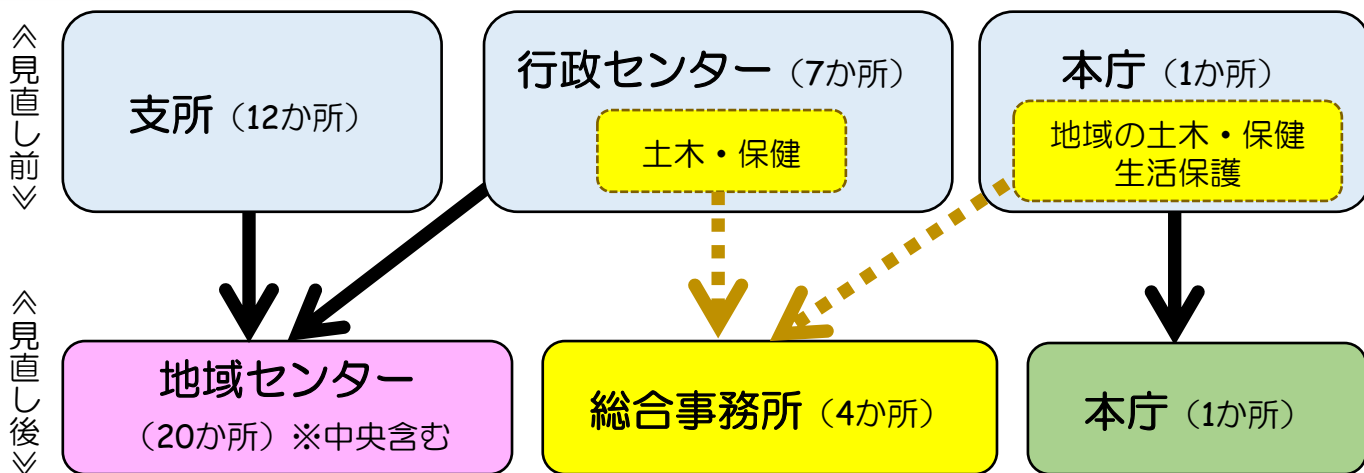 ≪見直し前≫
支所（12か所）
行政センター（7か所）
土木・保健
本庁（1か所）
地域の土木・保健
生活保護
≪見直し後≫
地域センター
（20か所）※中央含む
総合事務所（4か所）
本庁（1か所）